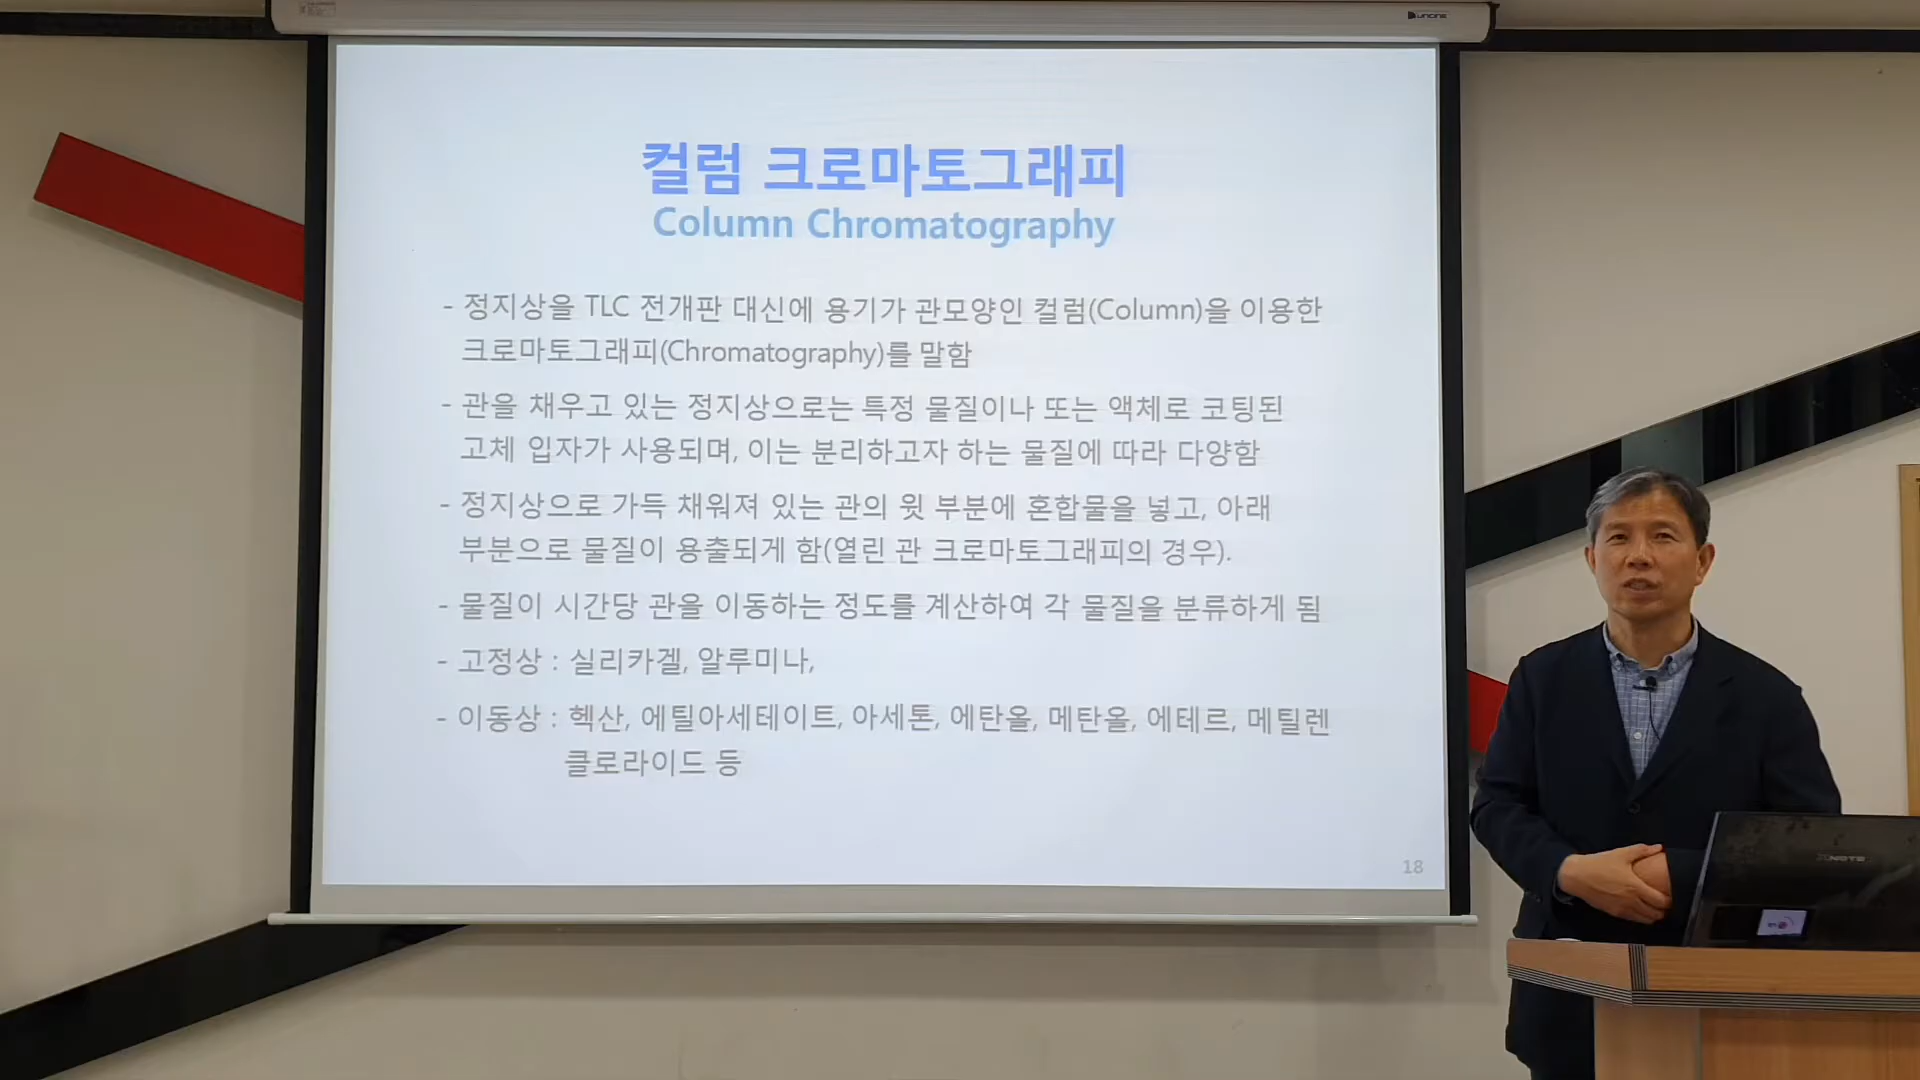 컬럼 크로마토그래피
Column Chromatography
- 정지상을 TLC 전개판 대신에 용기가 관모양인 컬럼(Column)을 이용한
크로마토그래피(Chromatography)를 말함
- 관을 채우고 있는 정지상으로는 특정 물질이나 또는 액체로 코팅된
고체 입자가 사용되며, 이는 분리하고자 하는 물질에 따라 다양함
- 정지상으로 가득 채워져 있는 관의 윗 부분에 혼합물을 넣고, 아래
부분으로 물질이 용출되게 함(열린 관 크로마토그래피의 경우).
- 물질이 시간당 관을 이동하는 정도를 계산하여 각 물질을 분류하게 됨
- 고정상 : 실리카겔, 알루미나,
- 이동상 : 헥산, 에틸아세테이트, 아세톤, 에탄올, 메탄올, 에테르, 메틸렌
클로라이드 등
18
XNOTE